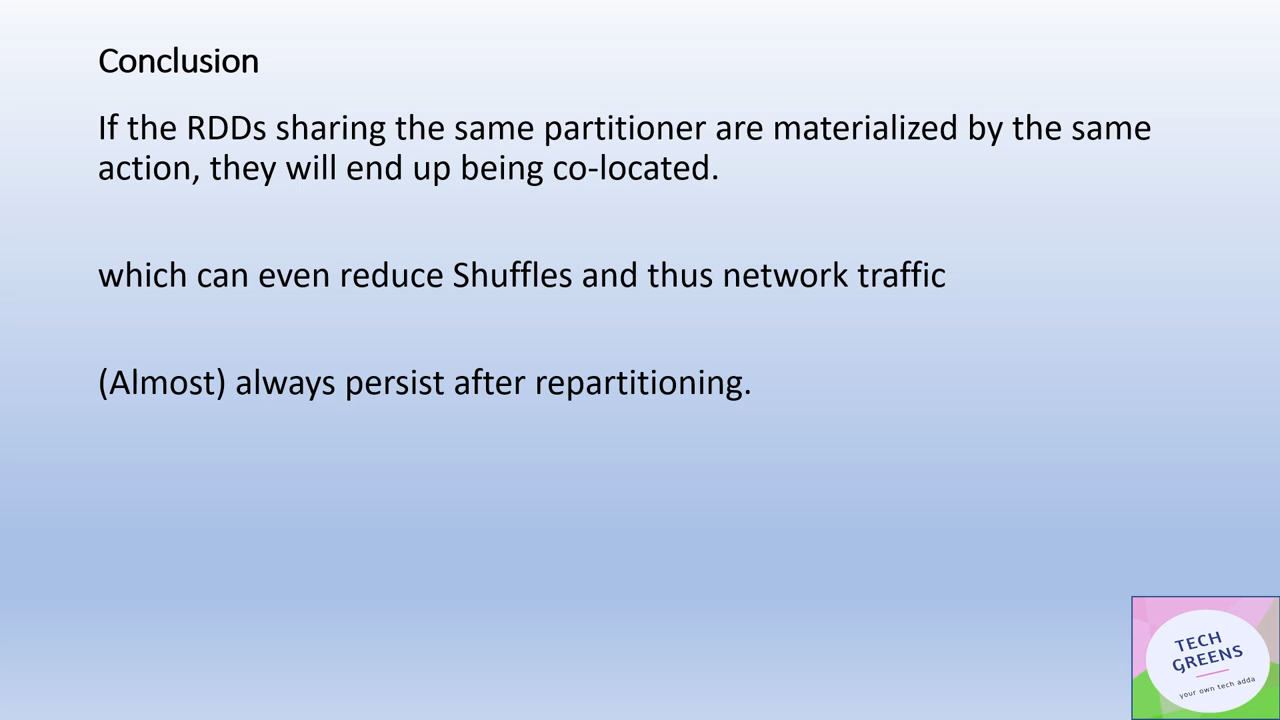 Conclusion
If the RDDs sharing the same partitioner are materialized by the same
action, they will end up being co-located.
which can even reduce Shuffles and thus network traffic
(Almost) always persist after repartitioning.
TECH
GREENS
your own tech adda